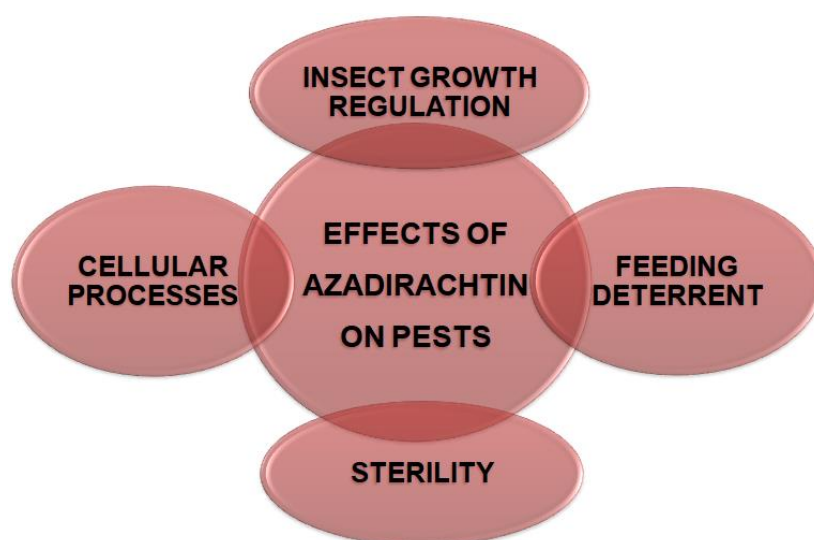 INSECT GROWTH
REGULATION
EFFECTS OF
AZADIRACHTIN
ON PESTS
CELLULAR
PROCESSES
FEEDING
DETERRENT
STERILITY